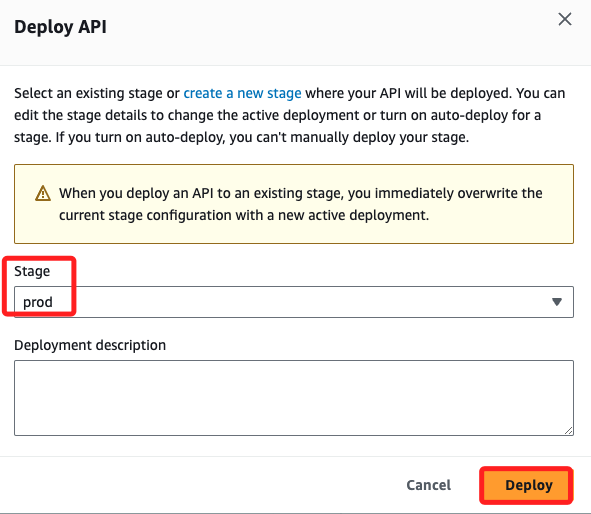 Deploy API
Select an existing stage or create a new stage where your API will be deployed. You can
edit the stage details to change the active deployment or turn on auto-deploy for a
stage. If you turn on auto-deploy, you can't manually deploy your stage.
When you deploy an API to an existing stage, you immediately overwrite the
current stage configuration with a new active deployment.
Stage
prod
Deployment description
Cancel Deploy